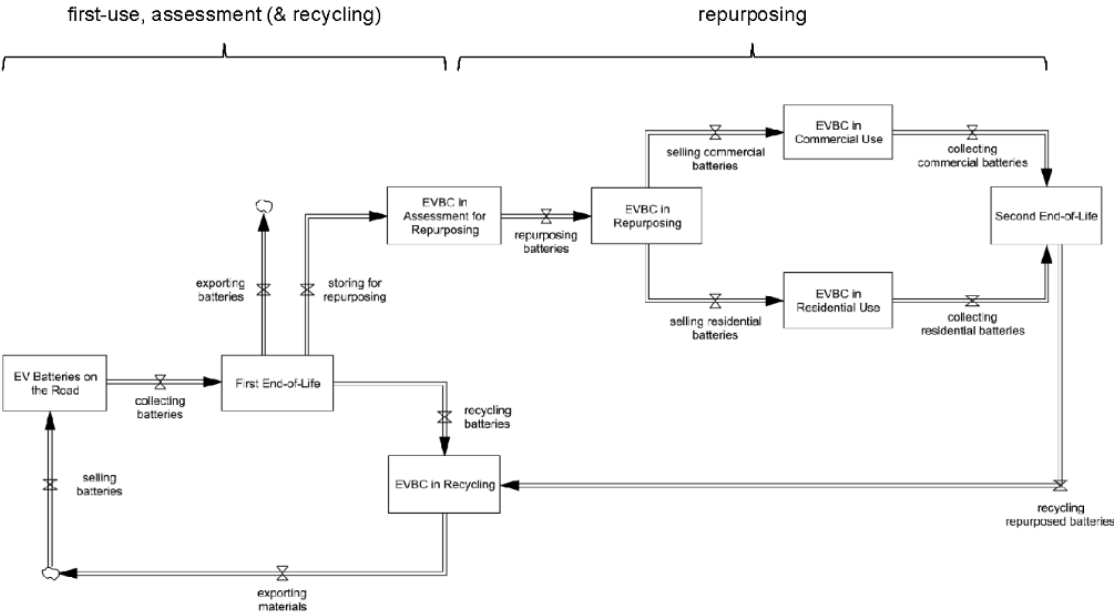 first-use, assessment (& recycling)
repurposing
EVBC in
Commercial Use
selling commercial
batteries
collecting
commercial batteries
EVBC in
Assessment for
Repurposing
repurposing
batteries
EVBC in
Repurposing
Second End-of-Life
exporting
batteries
storing for
repurposing
EVBC in
Residential Use
selling residential
batteries
collecting
residential batteries
EV Batteries on
the Road
collecting
batteries
First End-of-Life
recycling
batteries
selling
batteries
EVBC in Recycling
recycling
repurposed batteries
exporting
materials